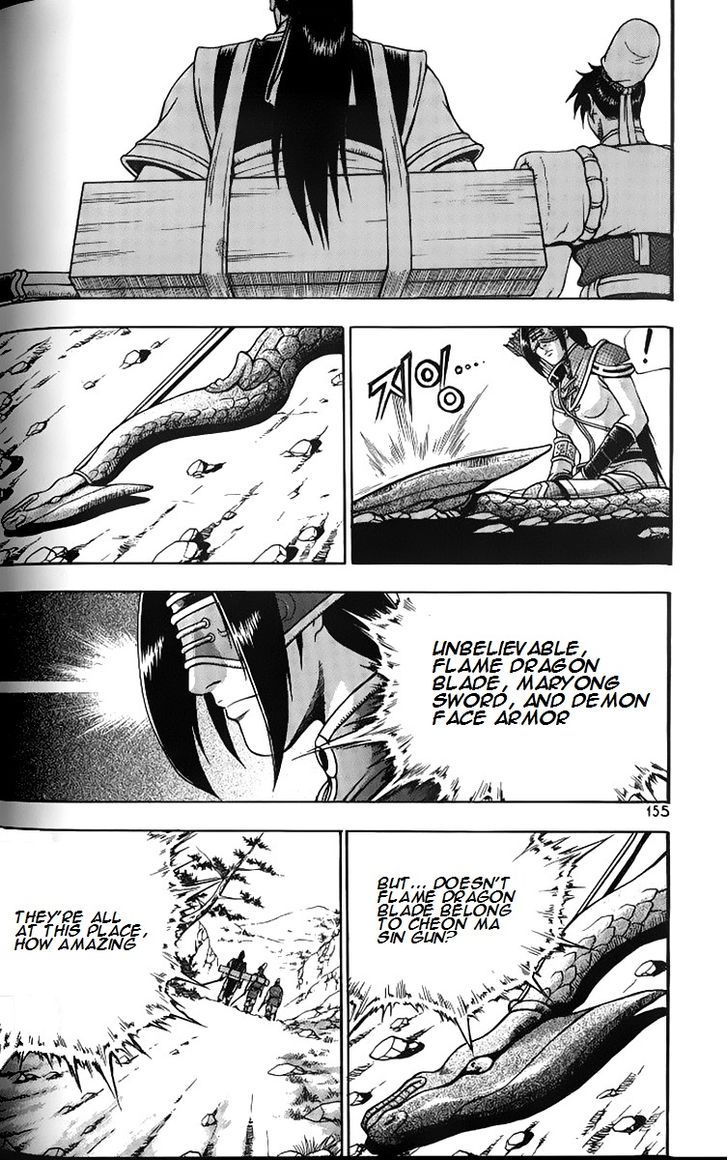 지잉....
!
UNBELIEVABLE,
FLAME DRAGON
BLADE, MARYONG
SWORD, AND DEMON
FACE ARMOR
155
THEY'RE ALL
AT THIS PLACE,
HOW AMAZING
BUT... DOESN'T
FLAME DRAGON
BLADE BELONG
TO CHEON MA
SIN GUN?